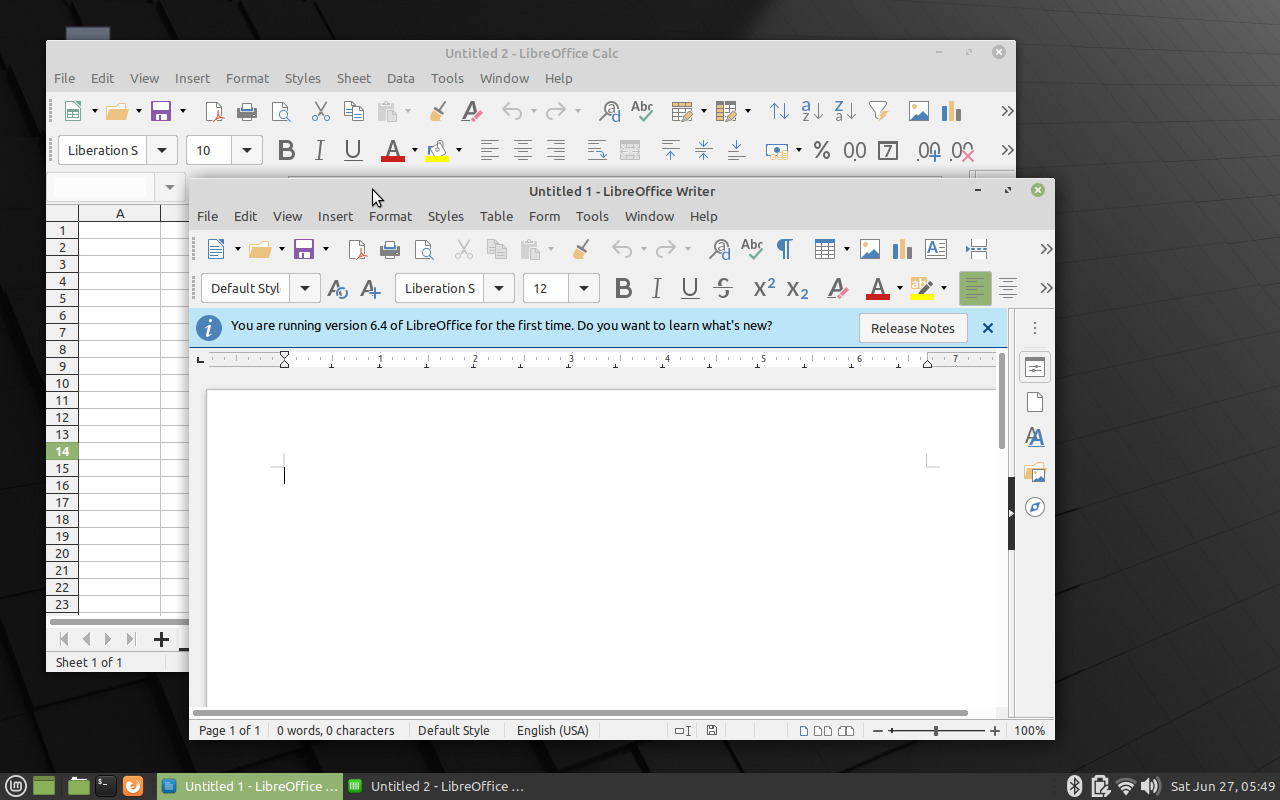 Untitled 2 - LibreOffice Calc
File Edit View Insert Format Styles Sheet Data Tools Window Help
Abc
Liberation S 10
A
1
2
3
4
5
6
7
8
9
10
11
12
13
14
15
16
17
18
19
20
21
22
23
Sheet 1 of 1
Untitled 1 - LibreOffice Writer
File Edit View Insert Format Styles Table Form Tools Window Help
Abc
Default Styl Liberation S 12
You are running version 6.4 of LibreOffice for the first time. Do you want to learn what's new? Release Notes
1 2 3 4 5 6 7
Page 1 of 1 0 words, 0 characters Default Style English (USA) 100%
Untitled 1 - LibreOffice ... Untitled 2 - LibreOffice ... Sat Jun 27, 05:49